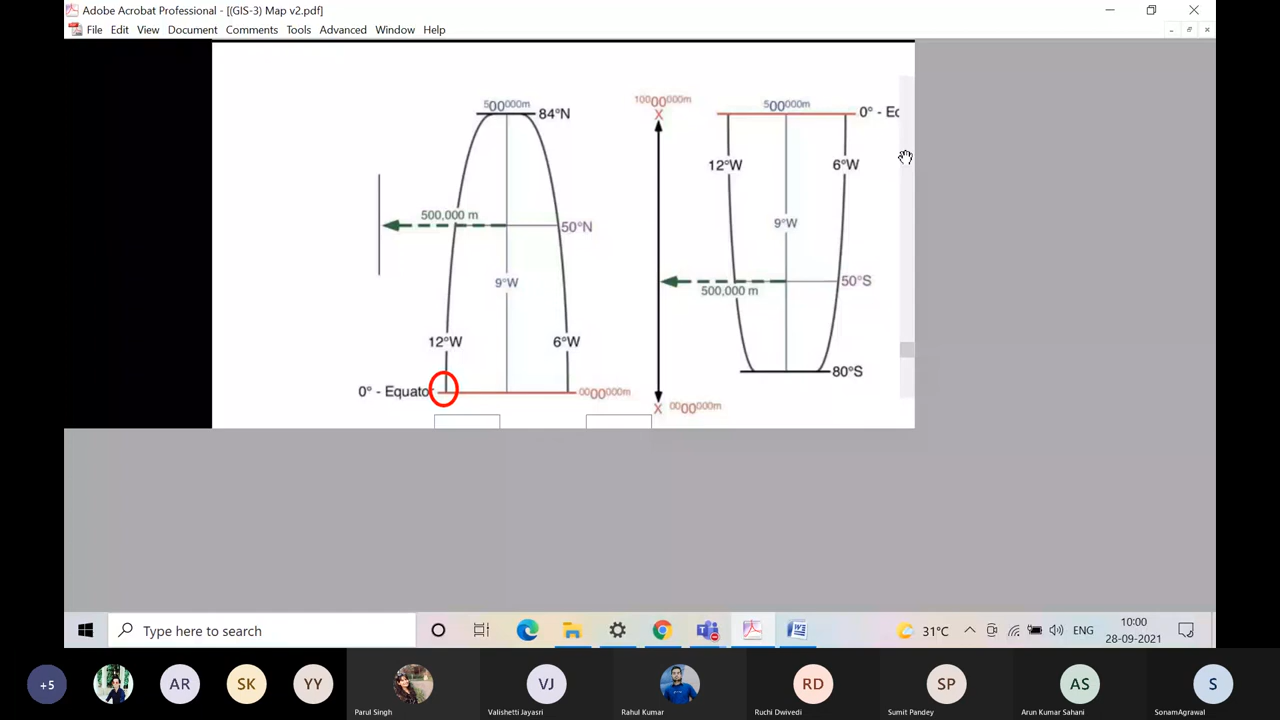 Adobe Acrobat Professional - [(GIS-3) Map v2.pdf]
File Edit View Document Comments Tools Advanced Window Help
500000m
84°N
10000000m
X
500000m
0° - Ec
12°W
6°W
500,000 m
50°N
9°W
9°W
50°S
500,000 m
12°W
6°W
80°S
0° - Equator
0000000m
X 0000000m
Type here to search
31°C
ENG
10:00
28-09-2021
+5
AR
SK
YY
VJ
RD
SP
AS
S
Parul Singh
Valishetti Jayasri
Rahul Kumar
Ruchi Dwivedi
Sumit Pandey
Arun Kumar Sahani
SonamAgrawal